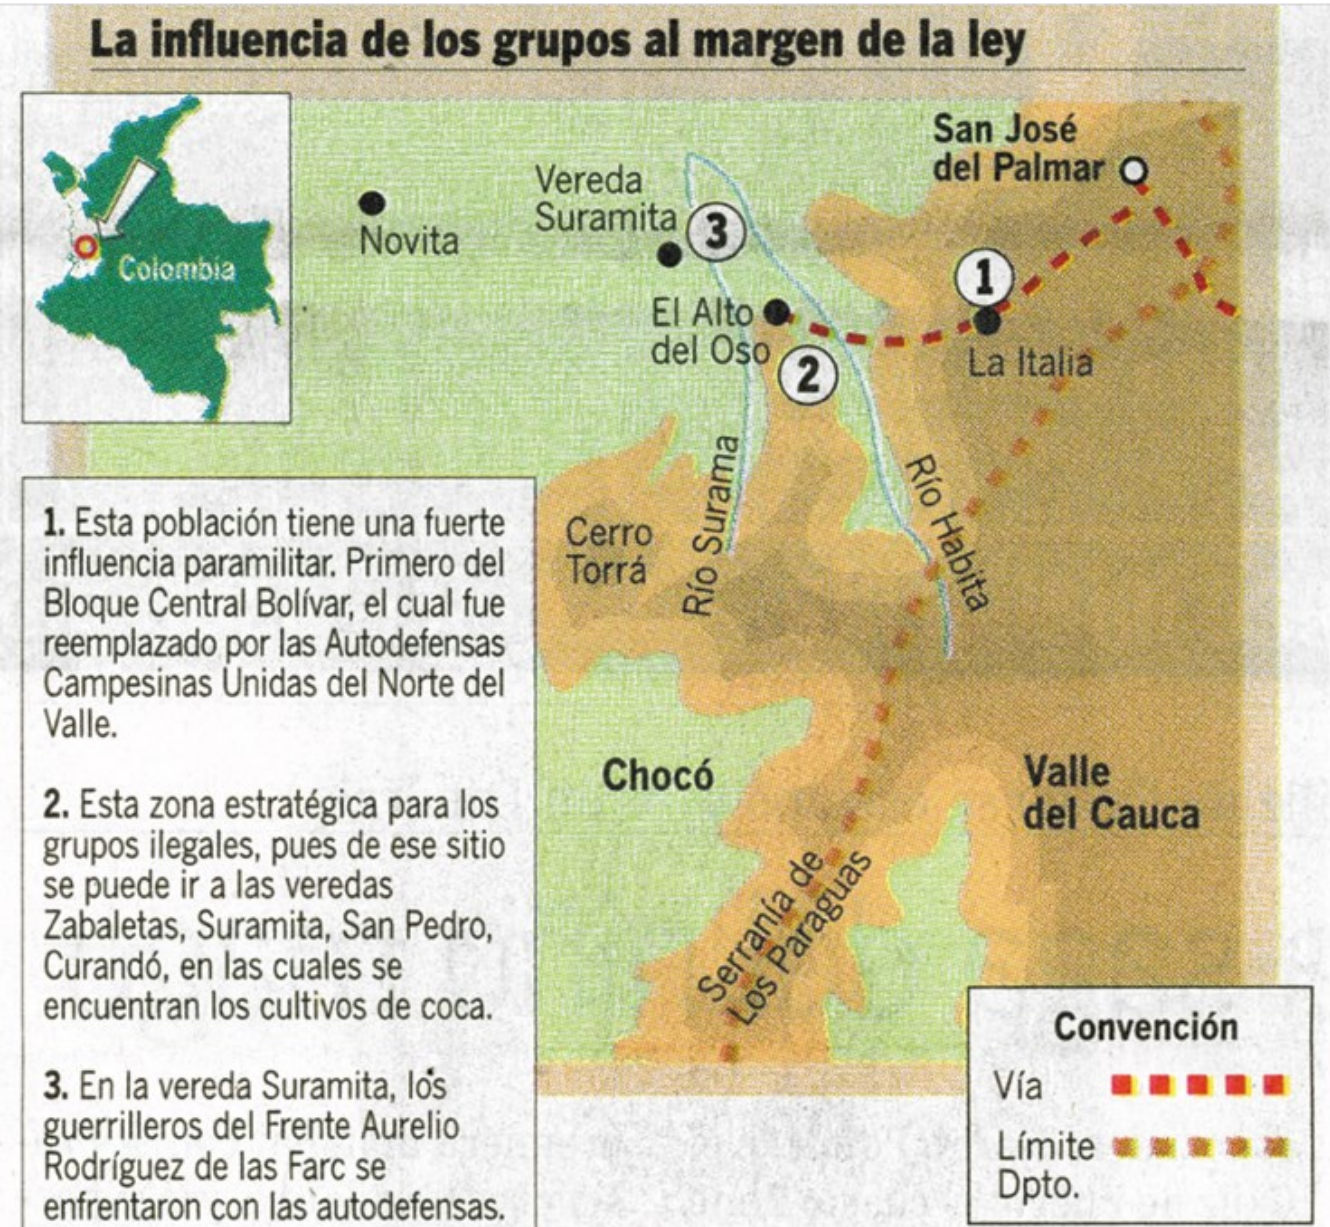 La influencia de los grupos al margen de la ley
Colombia
Novita
Vereda
Suramita
3
San José
del Palmar
1
El Alto
del Oso
2
La Italia
Río Surama
Río Habita
Cerro
Torrá
Chocó
Valle
del Cauca
Serranía de
Los Paraguas
1. Esta población tiene una fuerte
influencia paramilitar. Primero del
Bloque Central Bolívar, el cual fue
reemplazado por las Autodefensas
Campesinas Unidas del Norte del
Valle.
2. Esta zona estratégica para los
grupos ilegales, pues de ese sitio
se puede ir a las veredas
Zabaletas, Suramita, San Pedro,
Curandó, en las cuales se
encuentran los cultivos de coca.
3. En la vereda Suramita, los
guerrilleros del Frente Aurelio
Rodríguez de las Farc se
enfrentaron con las autodefensas.
Convención
Vía
Límite
Dpto.